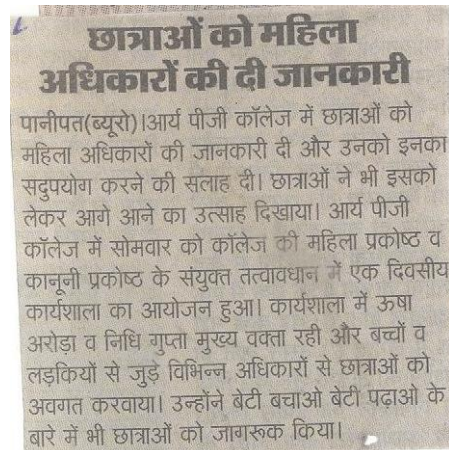 छात्राओं को महिला
अधिकारों की दी जानकारी
पानीपत(ब्यूरो)।आर्य पीजी कॉलेज में छात्राओं को
महिला अधिकारों की जानकारी दी और उनको इनका
सदुपयोग करने की सलाह दी। छात्राओं ने भी इसको
लेकर आगे आने का उत्साह दिखाया। आर्य पीजी
कॉलेज में सोमवार को कॉलेज की महिला प्रकोष्ठ व
कानूनी प्रकोष्ठ के संयुक्त तत्वावधान में एक दिवसीय
कार्यशाला का आयोजन हुआ। कार्यशाला में ऊषा
अरोड़ा व निधि गुप्ता मुख्य वक्ता रही और बच्चों व
लड़कियों से जुड़े विभिन्न अधिकारों से छात्राओं को
अवगत करवाया। उन्होंने बेटी बचाओ बेटी पढ़ाओ के
बारे में भी छात्राओं को जागरूक किया।